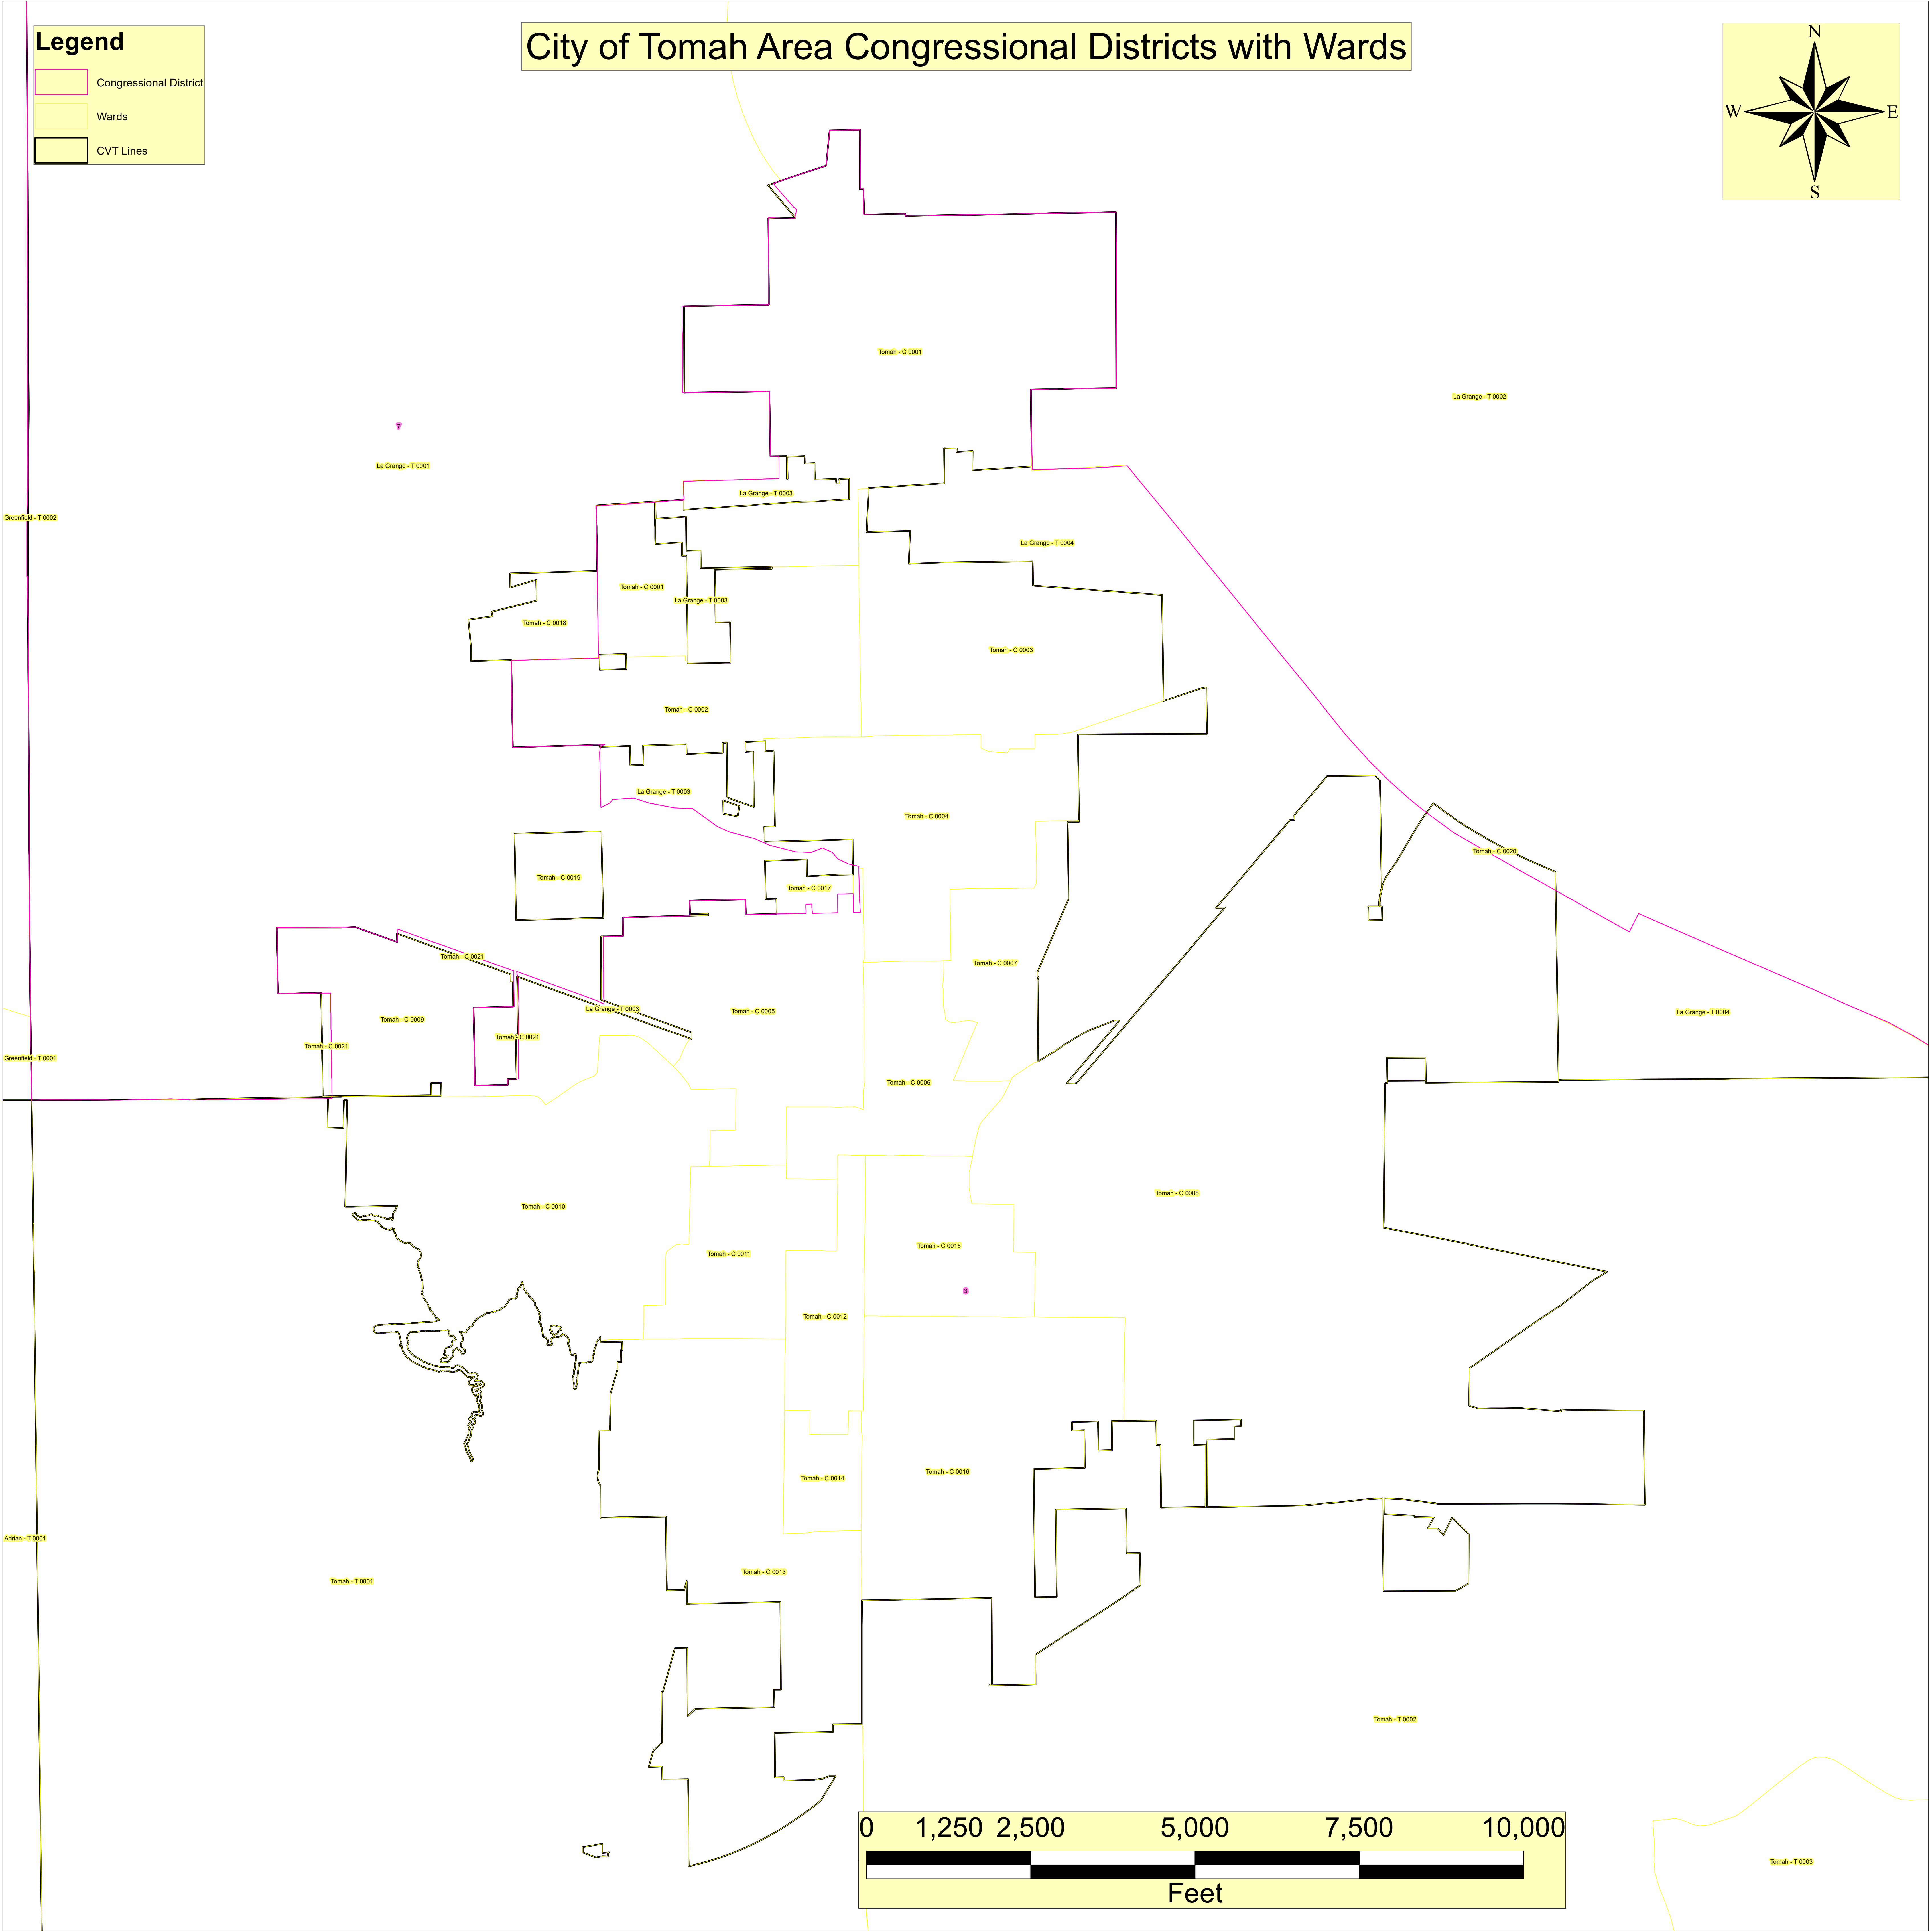 City of Tomah Area Congressional Districts with Wards
Legend
Congressional District
Wards
CVT Lines
N
W
E
S
Tomah - C 0001
La Grange - T 0002
7
La Grange - T 0001
La Grange - T 0003
Greenfield - T 0002
La Grange - T 0004
Tomah - C 0001
La Grange - T 0003
Tomah - C 0018
Tomah - C 0003
Tomah - C 0002
La Grange - T 0003
Tomah - C 0004
Tomah - C 0020
Tomah - C 0019
Tomah - C 0017
Tomah - C 0021
Tomah - C 0007
La Grange - T 0003
Tomah - C 0005
La Grange - T 0004
Tomah - C 0009
Tomah - C 0021
Tomah - C 0021
Greenfield - T 0001
Tomah - C 0006
Tomah - C 0008
Tomah - C 0010
Tomah - C 0015
Tomah - C 0011
3
Tomah - C 0012
Tomah - C 0016
Tomah - C 0014
Adrian - T 0001
Tomah - C 0013
Tomah - T 0001
Tomah - T 0002
0 1,250 2,500 5,000 7,500 10,000
Feet
Tomah - T 0003